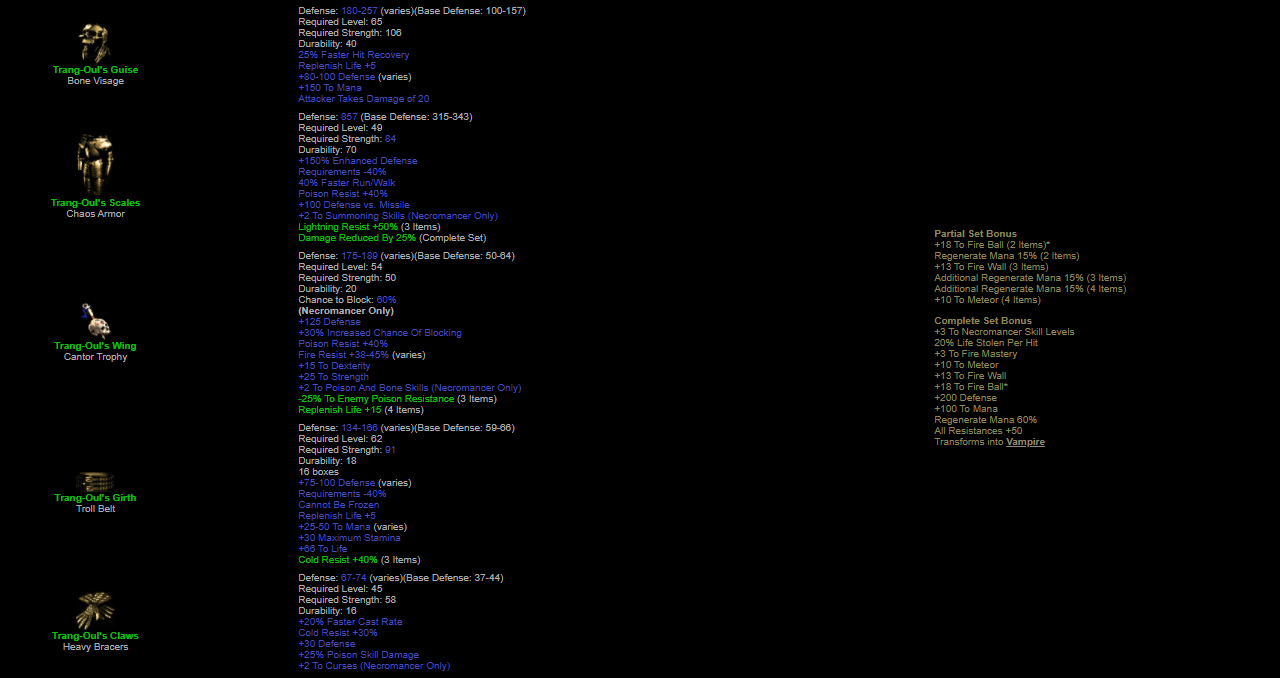 Trang-Oul's Guise
Bone Visage
Defense: 180-257 (varies)(Base Defense: 100-157)
Required Level: 65
Required Strength: 106
Durability: 40
25% Faster Hit Recovery
Replenish Life +5
+80-100 Defense (varies)
+150 To Mana
Attacker Takes Damage of 20
Trang-Oul's Scales
Chaos Armor
Defense: 857 (Base Defense: 315-343)
Required Level: 49
Required Strength: 84
Durability: 70
+150% Enhanced Defense
Requirements -40%
40% Faster Run/Walk
Poison Resist +40%
+100 Defense vs. Missile
+2 To Summoning Skills (Necromancer Only)
Lightning Resist +50% (3 Items)
Damage Reduced By 25% (Complete Set)
Trang-Oul's Wing
Cantor Trophy
Defense: 175-189 (varies)(Base Defense: 50-64)
Required Level: 54
Required Strength: 50
Durability: 20
Chance to Block: 60%
(Necromancer Only)
+125 Defense
+30% Increased Chance Of Blocking
Poison Resist +40%
Fire Resist +38-45% (varies)
+15 To Dexterity
+25 To Strength
+2 To Poison And Bone Skills (Necromancer Only)
-25% To Enemy Poison Resistance (3 Items)
Replenish Life +15 (4 Items)
Trang-Oul's Girth
Troll Belt
Defense: 134-166 (varies)(Base Defense: 59-66)
Required Level: 62
Required Strength: 91
Durability: 18
16 boxes
+75-100 Defense (varies)
Requirements -40%
Cannot Be Frozen
Replenish Life +5
+25-50 To Mana (varies)
+30 Maximum Stamina
+66 To Life
Cold Resist +40% (3 Items)
Trang-Oul's Claws
Heavy Bracers
Defense: 67-74 (varies)(Base Defense: 37-44)
Required Level: 45
Required Strength: 58
Durability: 16
+20% Faster Cast Rate
Cold Resist +30%
+30 Defense
+25% Poison Skill Damage
+2 To Curses (Necromancer Only)
Partial Set Bonus
+18 To Fire Ball (2 Items)*
Regenerate Mana 15% (2 Items)
+13 To Fire Wall (3 Items)
Additional Regenerate Mana 15% (3 Items)
Additional Regenerate Mana 15% (4 Items)
+10 To Meteor (4 Items)
Complete Set Bonus
+3 To Necromancer Skill Levels
20% Life Stolen Per Hit
+3 To Fire Mastery
+10 To Meteor
+13 To Fire Wall
+18 To Fire Ball*
+200 Defense
+100 To Mana
Regenerate Mana 60%
All Resistances +50
Transforms into Vampire